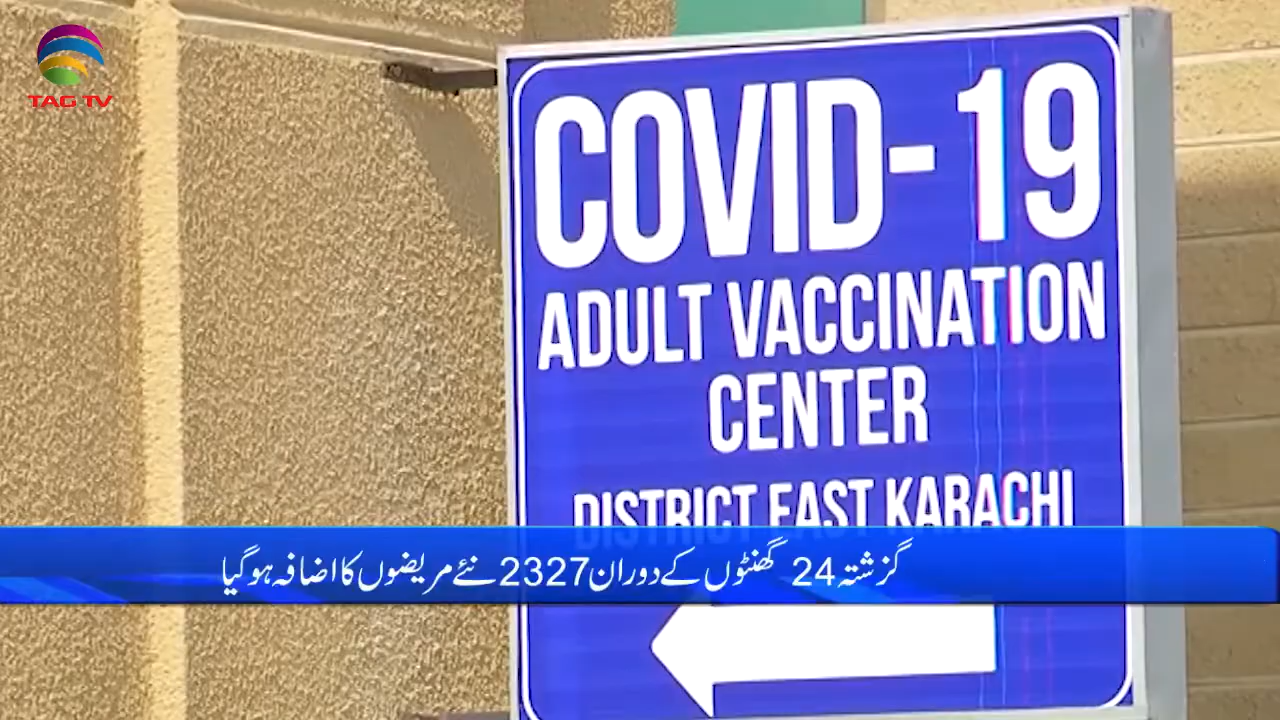 TAG TV
COVID-19
ADULT VACCINATION
CENTER
DISTRICT EAST KARACHI
گزشتہ 24 گھنٹوں کے دوران 2327 نئے مریضوں کا اضافہ ہوگیا